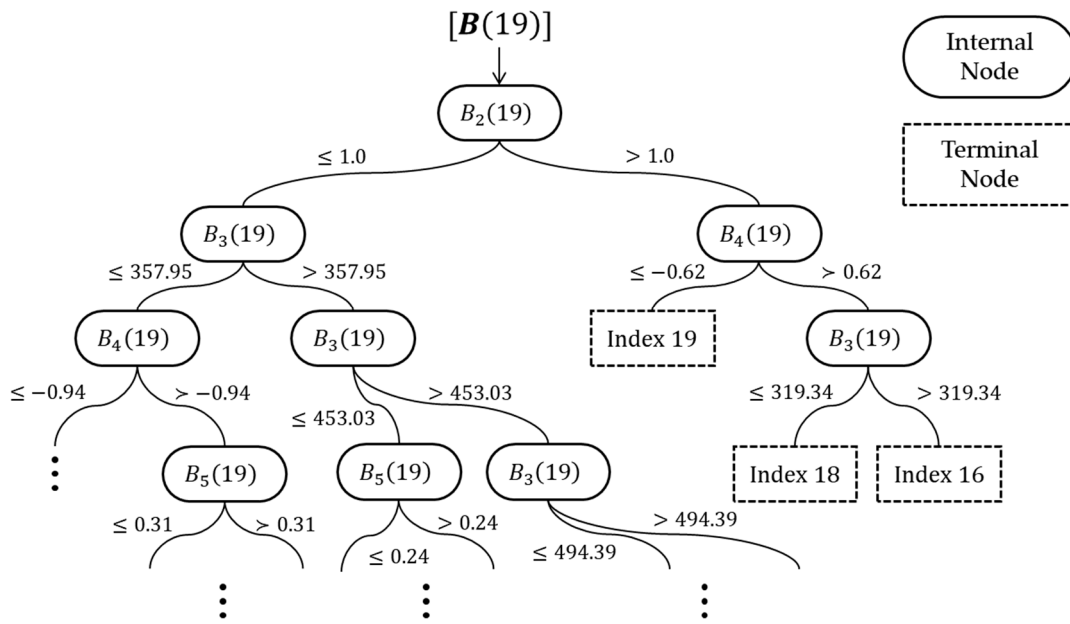 [B(19)]
Internal
Node
B₂(19)
Terminal
Node
≤ 1.0
> 1.0
B₃(19)
B₄(19)
≤ 357.95
> 357.95
≤ −0.62
≻ 0.62
B₄(19)
B₃(19)
Index 19
B₃(19)
≤ −0.94
≻ −0.94
≤ 453.03
> 453.03
≤ 319.34
> 319.34
B₅(19)
B₅(19)
B₃(19)
Index 18
Index 16
≤ 0.31
≻ 0.31
≤ 0.24
> 0.24
≤ 494.39
> 494.39